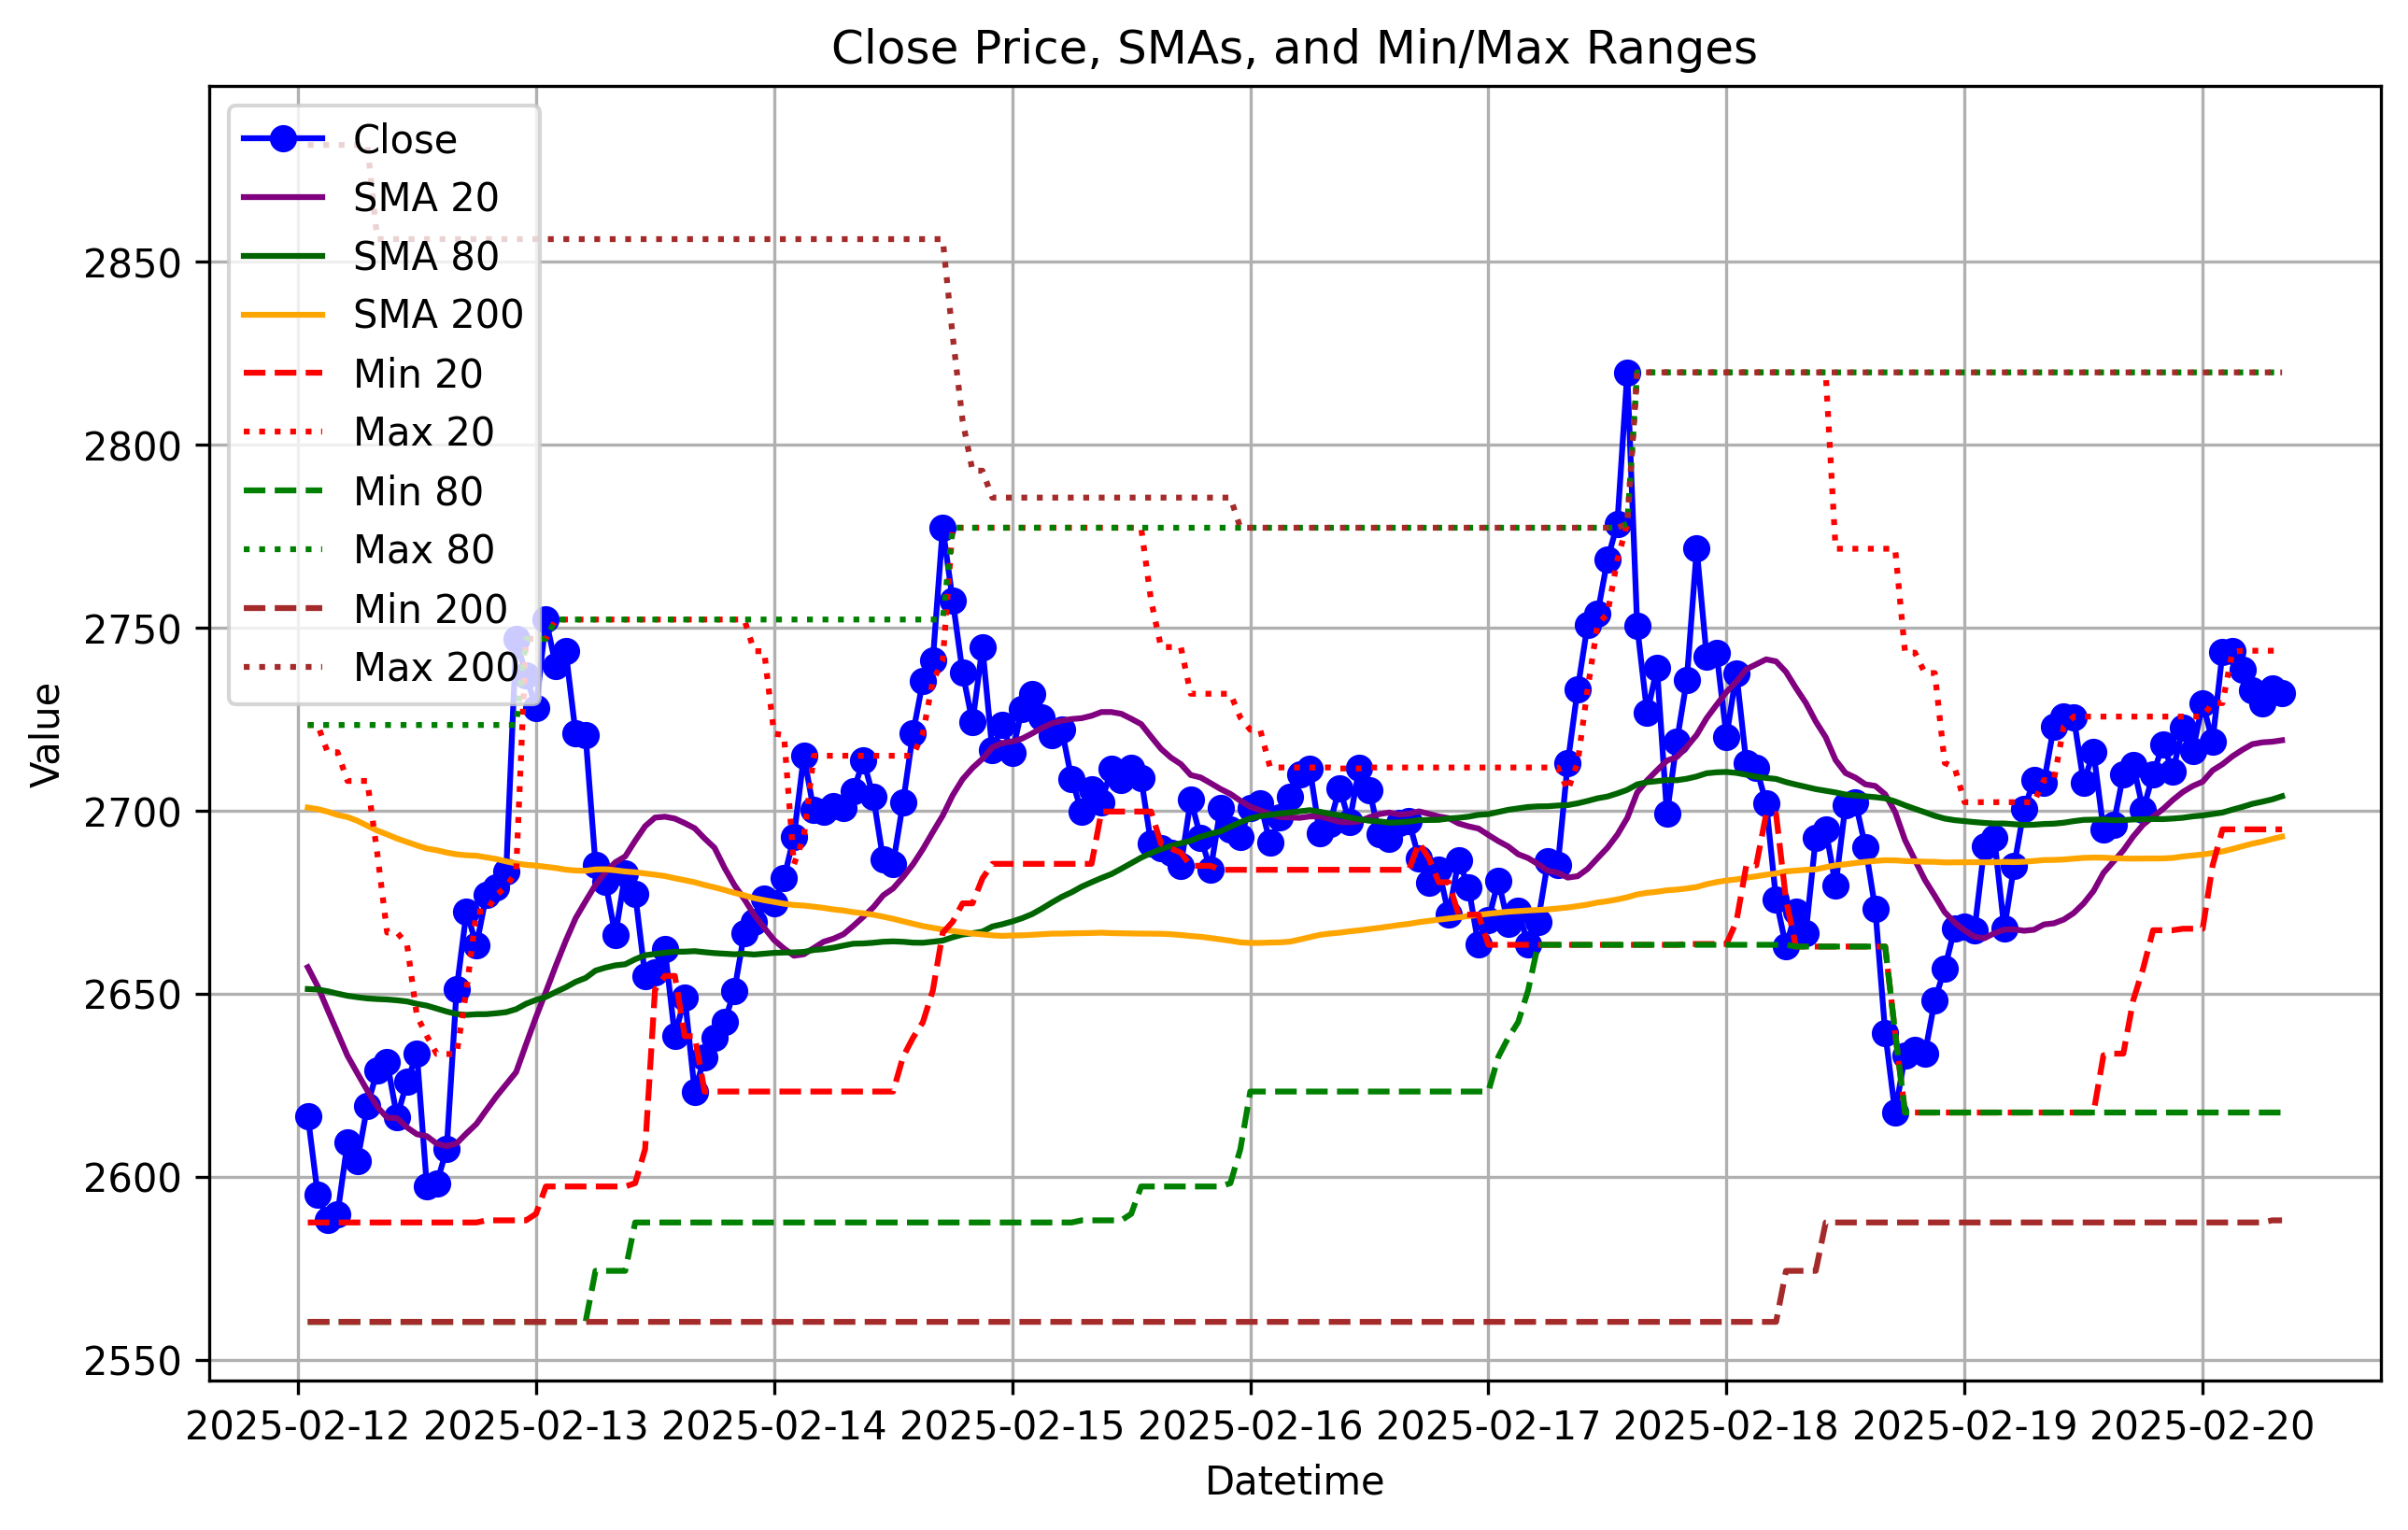 Close Price, SMAs, and Min/Max Ranges
Close
SMA 20
SMA 80
SMA 200
Min 20
Max 20
Min 80
Max 80
Min 200
Max 200
Value
2850
2800
2750
2700
2650
2600
2550
2025-02-12 2025-02-13 2025-02-14 2025-02-15 2025-02-16 2025-02-17 2025-02-18 2025-02-19 2025-02-20
Datetime